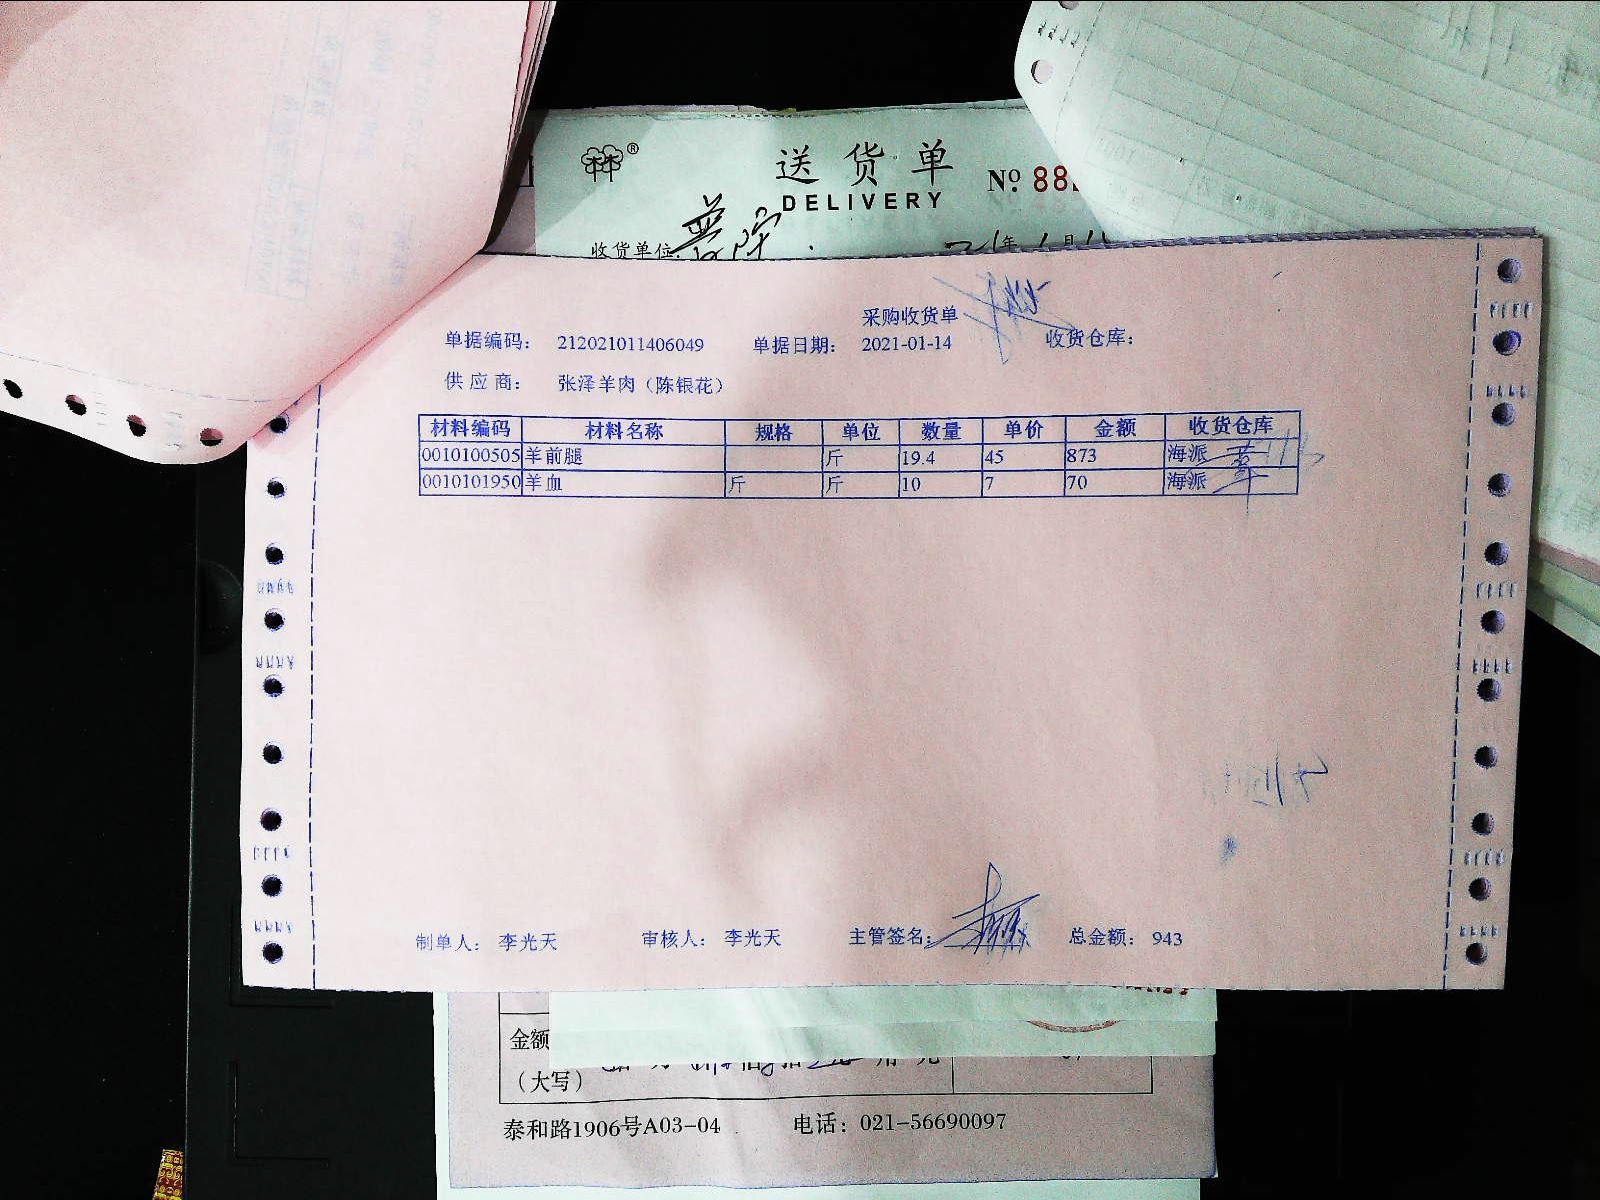 林林®
送货单
№ 88
DELIVERY
收货单位
年 月
采购收货单
单据编码： 212021011406049 单据日期： 2021-01-14 收货仓库：
供应商： 张泽羊肉（陈银花）
材料编码 材料名称 规格 单位 数量 单价 金额 收货仓库
0010100505 羊前腿 斤 19.4 45 873 海派
0010101950 羊血 斤 斤 10 7 70 海派
制单人： 李光天 审核人： 李光天 主管签名： 总金额： 943
金额
（大写）
泰和路1906号A03-04 电话：021-56690097